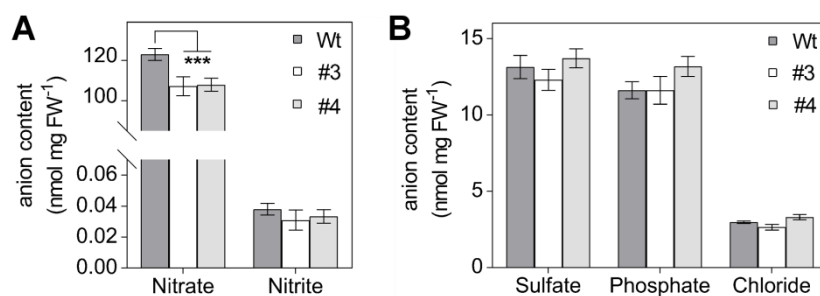 A
anion content
(nmol mg FW⁻¹)
120
100
0.06
0.04
0.02
0.00
***
Wt
#3
#4
Nitrate
Nitrite
B
anion content
(nmol mg FW⁻¹)
15
10
5
0
Wt
#3
#4
Sulfate
Phosphate
Chloride